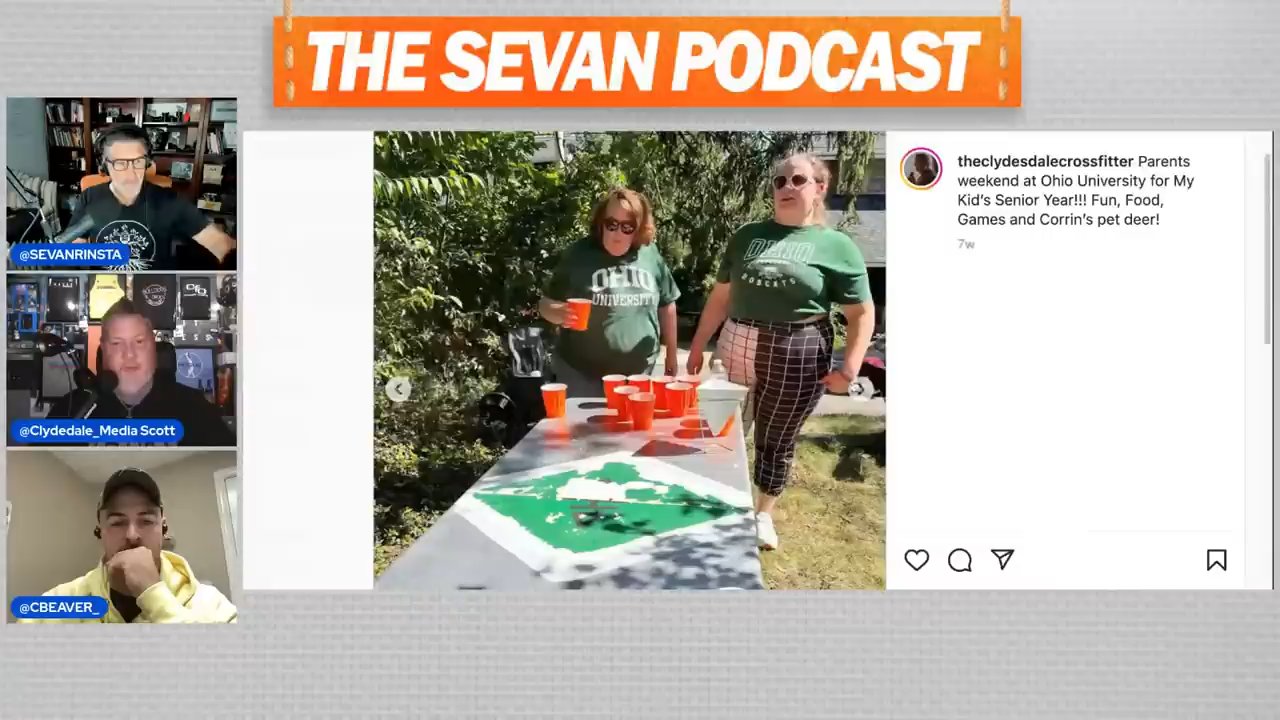 THE SEVAN PODCAST
@SEVANRINSTA
@Clydedale_Media Scott
@CBEAVER_
OHIO
UNIVERSITY
OHIO
BOBCATS
theclydesdalecrossfitter Parents
weekend at Ohio University for My
Kid's Senior Year!!! Fun, Food,
Games and Corrin's pet deer!
7w